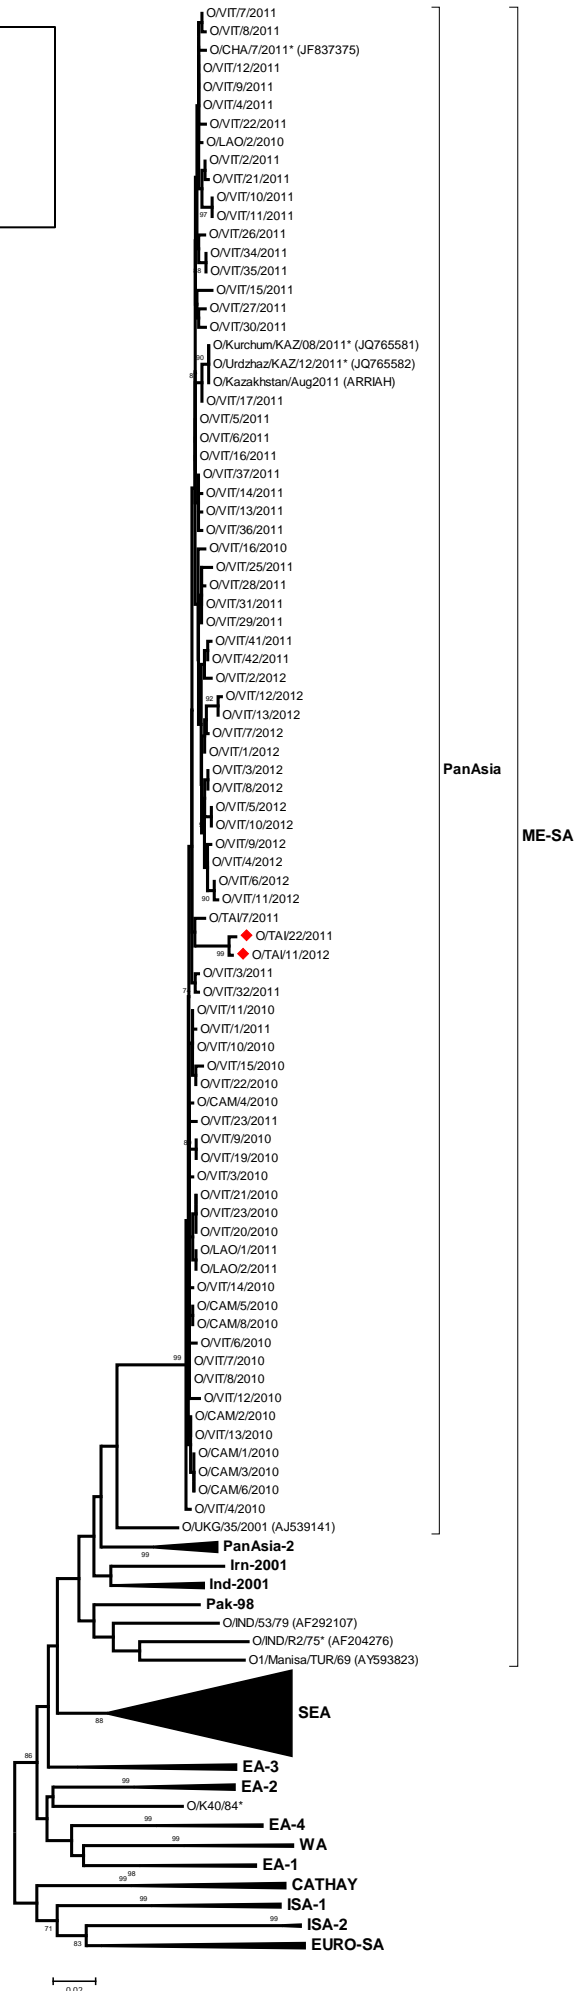 O/VIT/7/2011
O/VIT/8/2011
O/CHA/7/2011* (JF837375)
O/VIT/12/2011
O/VIT/9/2011
O/VIT/4/2011
O/VIT/22/2011
O/LAO/2/2010
O/VIT/2/2011
O/VIT/21/2011
O/VIT/10/2011
O/VIT/11/2011
97
O/VIT/26/2011
O/VIT/34/2011
O/VIT/35/2011
O/VIT/15/2011
O/VIT/27/2011
O/VIT/30/2011
O/Kurchum/KAZ/08/2011* (JQ765581)
90
O/Urdzhaz/KAZ/12/2011* (JQ765582)
O/Kazakhstan/Aug2011 (ARRIAH)
O/VIT/17/2011
O/VIT/5/2011
O/VIT/6/2011
O/VIT/16/2011
O/VIT/37/2011
O/VIT/14/2011
O/VIT/13/2011
O/VIT/36/2011
O/VIT/16/2010
O/VIT/25/2011
O/VIT/28/2011
O/VIT/31/2011
O/VIT/29/2011
O/VIT/41/2011
O/VIT/42/2011
O/VIT/2/2012
92
O/VIT/12/2012
O/VIT/13/2012
O/VIT/7/2012
O/VIT/1/2012
O/VIT/3/2012
PanAsia
O/VIT/8/2012
O/VIT/5/2012
O/VIT/10/2012
ME-SA
O/VIT/9/2012
O/VIT/4/2012
O/VIT/6/2012
90
O/VIT/11/2012
O/TAI/7/2011
O/TAI/22/2011
99
O/TAI/11/2012
O/VIT/3/2011
O/VIT/32/2011
O/VIT/11/2010
O/VIT/1/2011
O/VIT/10/2010
O/VIT/15/2010
O/VIT/22/2010
O/CAM/4/2010
O/VIT/23/2011
O/VIT/9/2010
O/VIT/19/2010
O/VIT/3/2010
O/VIT/21/2010
O/VIT/23/2010
O/VIT/20/2010
O/LAO/1/2011
O/LAO/2/2011
O/VIT/14/2010
O/CAM/5/2010
O/CAM/8/2010
O/VIT/6/2010
99
O/VIT/7/2010
O/VIT/8/2010
O/VIT/12/2010
O/CAM/2/2010
O/VIT/13/2010
O/CAM/1/2010
O/CAM/3/2010
O/CAM/6/2010
O/VIT/4/2010
O/UKG/35/2001 (AJ539141)
99
PanAsia-2
Irn-2001
Ind-2001
Pak-98
O/IND/53/79 (AF292107)
O/IND/R2/75* (AF204276)
O1/Manisa/TUR/69 (AY593823)
SEA
88
86
EA-3
99
EA-2
O/K40/84*
99
EA-4
99
WA
EA-1
98
99
CATHAY
99
ISA-1
99
ISA-2
71
83
EURO-SA
0.02